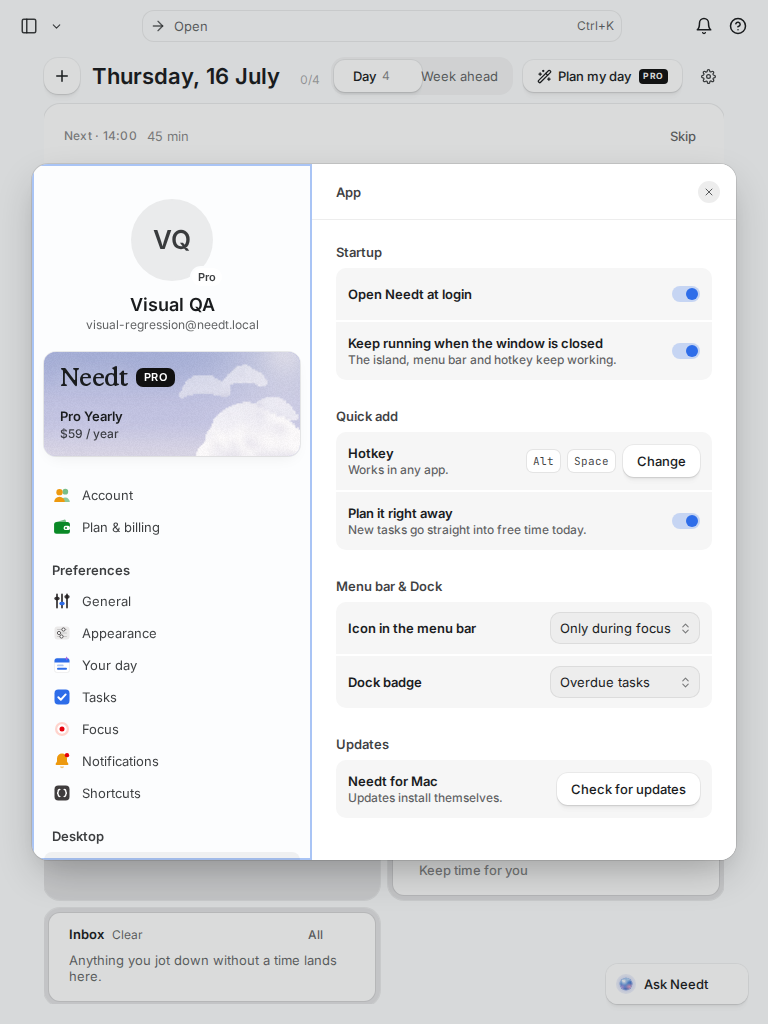 Open
Ctrl+K
Thursday, 16 July
0/4
Day 4
Week ahead
Plan my day PRO
Next · 14:00 45 min
Skip
VQ
Pro
Visual QA
visual-regression@needt.local
Needt PRO
Pro Yearly
$59 / year
Account
Plan & billing
Preferences
General
Appearance
Your day
Tasks
Focus
Notifications
Shortcuts
Desktop
App
Startup
Open Needt at login
Keep running when the window is closed
The island, menu bar and hotkey keep working.
Quick add
Hotkey
Works in any app.
Alt Space Change
Plan it right away
New tasks go straight into free time today.
Menu bar & Dock
Icon in the menu bar
Only during focus
Dock badge
Overdue tasks
Updates
Needt for Mac
Updates install themselves.
Check for updates
Keep time for you
Inbox Clear
All
Anything you jot down without a time lands
here.
Ask Needt